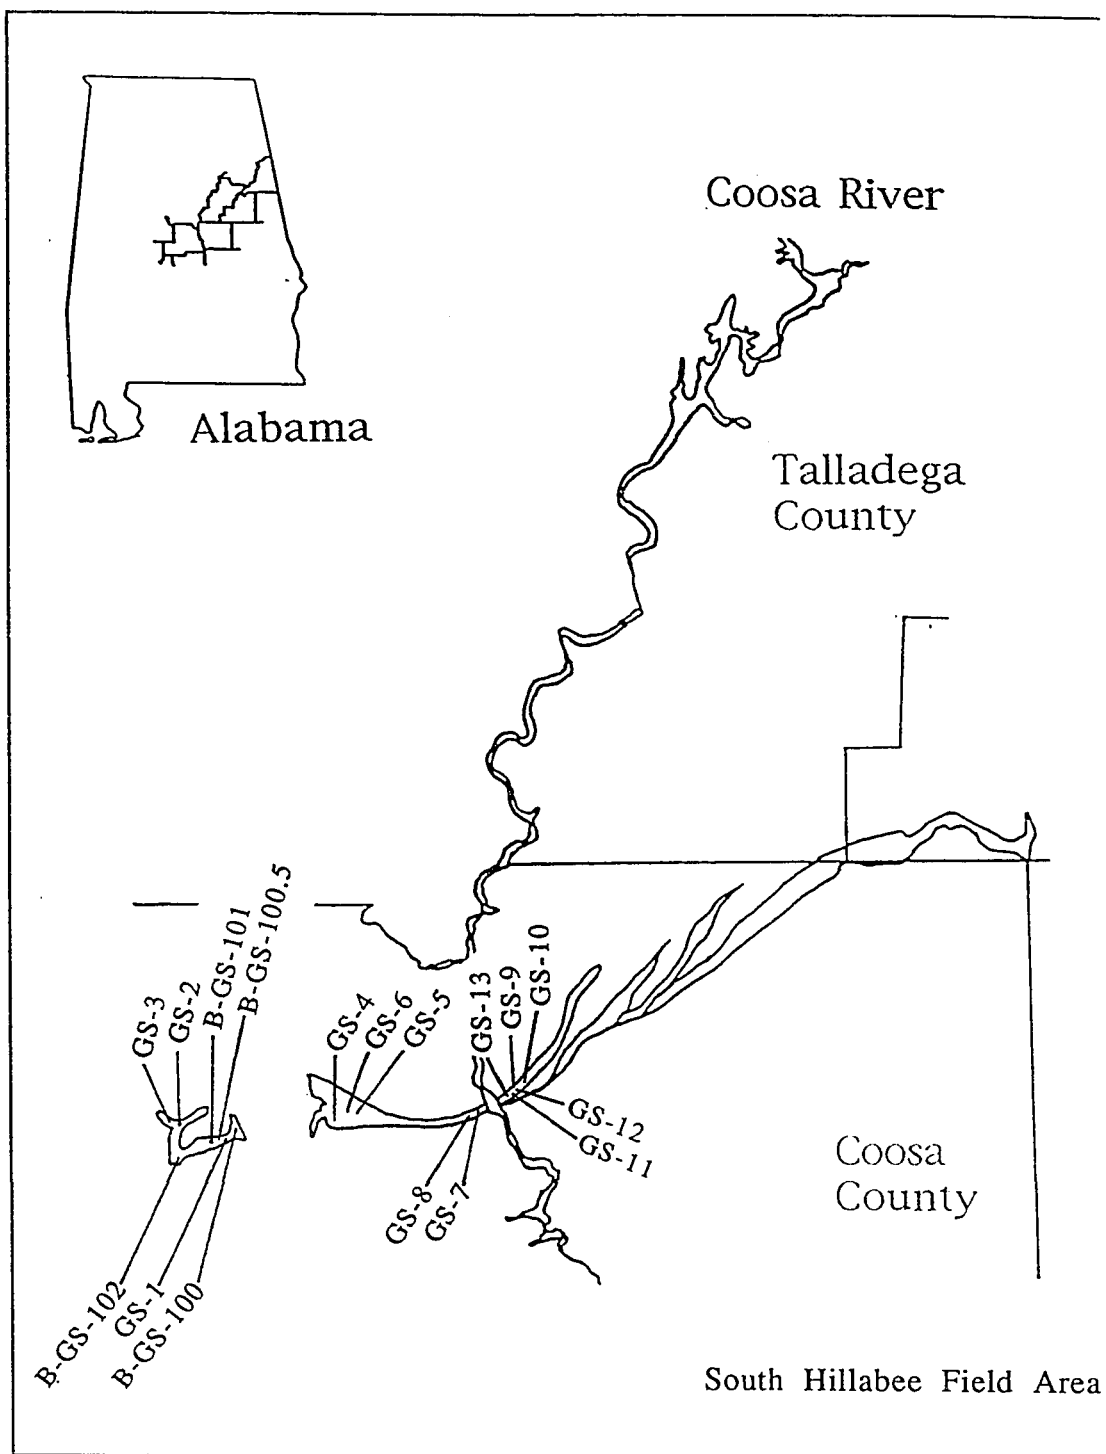 Coosa River
Alabama
Talladega
County
GS-3
GS-2
B-GS-101
B-GS-100.5
GS-4
GS-6
GS-5
GS-13
GS-9
GS-10
GS-12
GS-11
GS-8
GS-7
B-GS-102
GS-1
B-GS-100
Coosa
County
South Hillabee Field Area